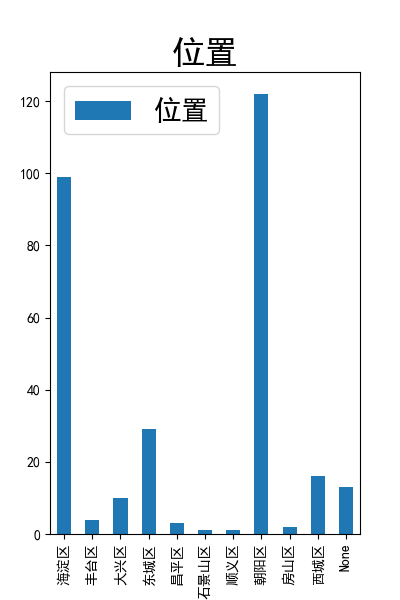 位置
位置
120
100
80
60
40
20
0
海淀区
丰台区
大兴区
东城区
昌平区
石景山区
顺义区
朝阳区
房山区
西城区
None